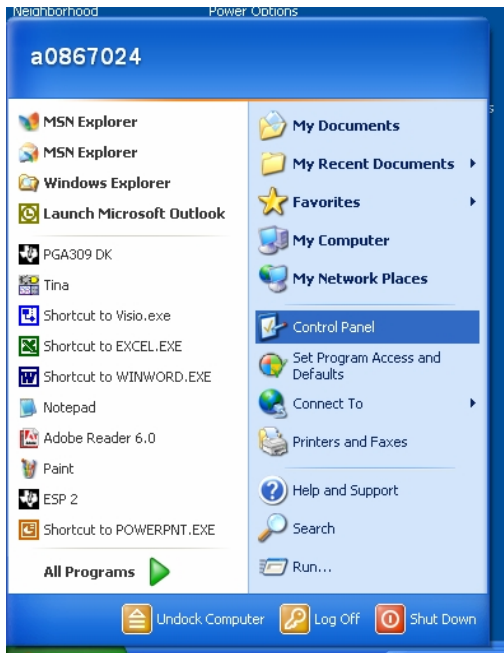 Neighborhood
Power Options
a0867024
MSN Explorer
MSN Explorer
Windows Explorer
Launch Microsoft Outlook
PGA309 DK
Tina
Shortcut to Visio.exe
Shortcut to EXCEL.EXE
Shortcut to WINWORD.EXE
Notepad
Adobe Reader 6.0
Paint
ESP 2
Shortcut to POWERPNT.EXE
All Programs
My Documents
My Recent Documents
Favorites
My Computer
My Network Places
Control Panel
Set Program Access and
Defaults
Connect To
Printers and Faxes
Help and Support
Search
Run...
Undock Computer
Log Off
Shut Down